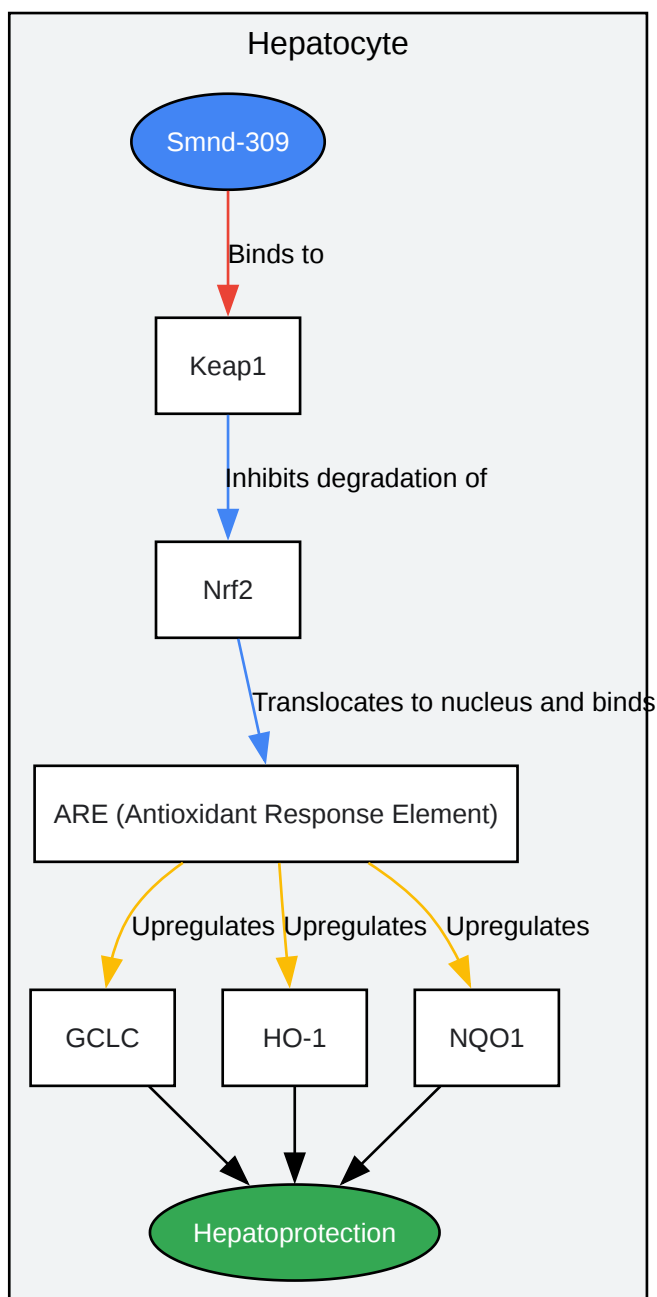 Hepatocyte
Smnd-309
Binds to
Keap1
Inhibits degradation of
Nrf2
Translocates to nucleus and binds
ARE (Antioxidant Response Element)
Upregulates
Upregulates
Upregulates
GCLC
HO-1
NQO1
Hepatoprotection